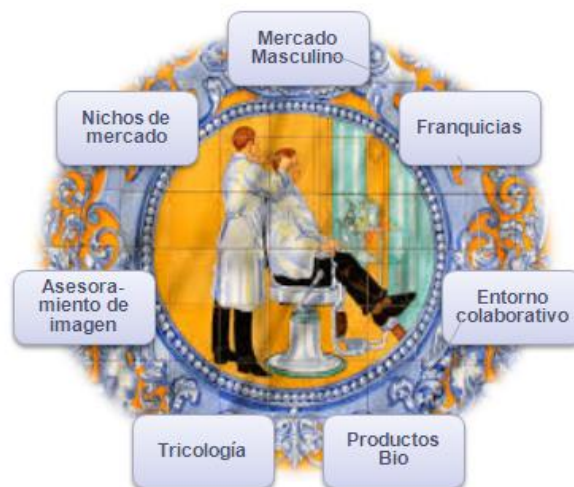 Mercado
Masculino
Franquicias
Entorno
colaborativo
Productos
Bio
Tricología
Asesora-
miento de
imagen
Nichos de
mercado